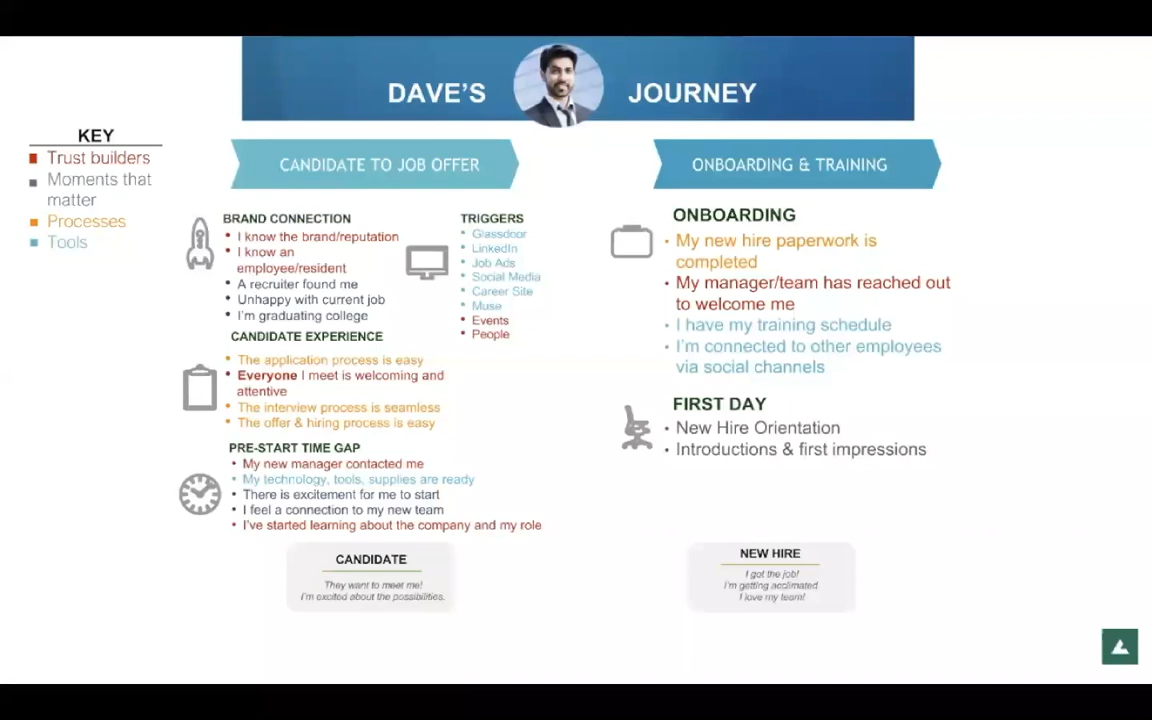 DAVE'S JOURNEY
KEY
Trust builders
Moments that
matter
Processes
Tools
CANDIDATE TO JOB OFFER
BRAND CONNECTION
• I know the brand/reputation
• I know an
employee/resident
• A recruiter found me
• Unhappy with current job
• I'm graduating college
TRIGGERS
• Glassdoor
• LinkedIn
• Job Ads
• Social Media
• Career Site
• Muse
• Events
• People
CANDIDATE EXPERIENCE
• The application process is easy
• Everyone I meet is welcoming and
attentive
• The interview process is seamless
• The offer & hiring process is easy
PRE-START TIME GAP
• My new manager contacted me
• My technology, tools, supplies are ready
• There is excitement for me to start
• I feel a connection to my new team
• I've started learning about the company and my role
CANDIDATE
They want to meet me!
I'm excited about the possibilities.
ONBOARDING & TRAINING
ONBOARDING
• My new hire paperwork is
completed
• My manager/team has reached out
to welcome me
• I have my training schedule
• I'm connected to other employees
via social channels
FIRST DAY
• New Hire Orientation
• Introductions & first impressions
NEW HIRE
I got the job!
I'm getting acclimated
I love my team!